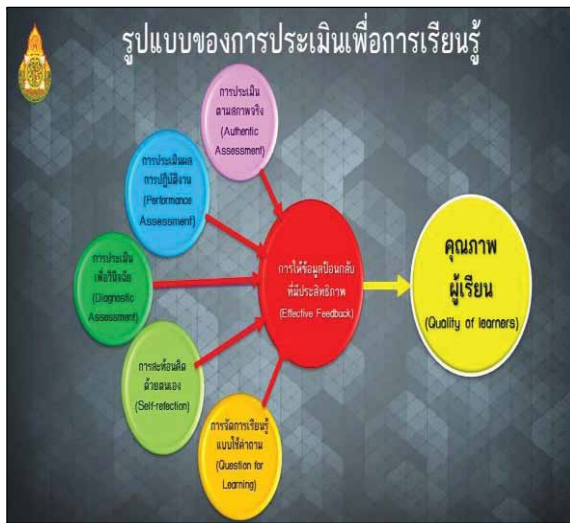 รูปแบบของการประเมินเพื่อการเรียนรู้
การประเมิน
ตามสภาพจริง
(Authentic
Assessment)
การประเมินผล
การปฏิบัติงาน
(Performance
Assessment)
การประเมิน
เพื่อวินิจฉัย
(Diagnostic
Assessment)
การสะท้อนคิด
ด้วยตนเอง
(Self-refection)
การจัดการเรียนรู้
แบบใช้คำถาม
(Question for
Learning)
การให้ข้อมูลป้อนกลับ
ที่มีประสิทธิภาพ
(Effective Feedback)
คุณภาพ
ผู้เรียน
(Quality of learners)